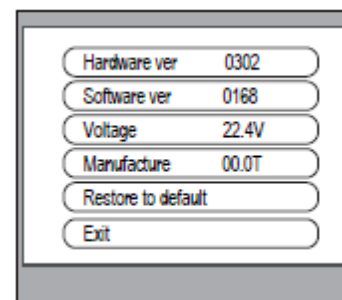 Hardware ver 0302
Software ver 0168
Voltage 22.4V
Manufacture 00.0T
Restore to default
Exit